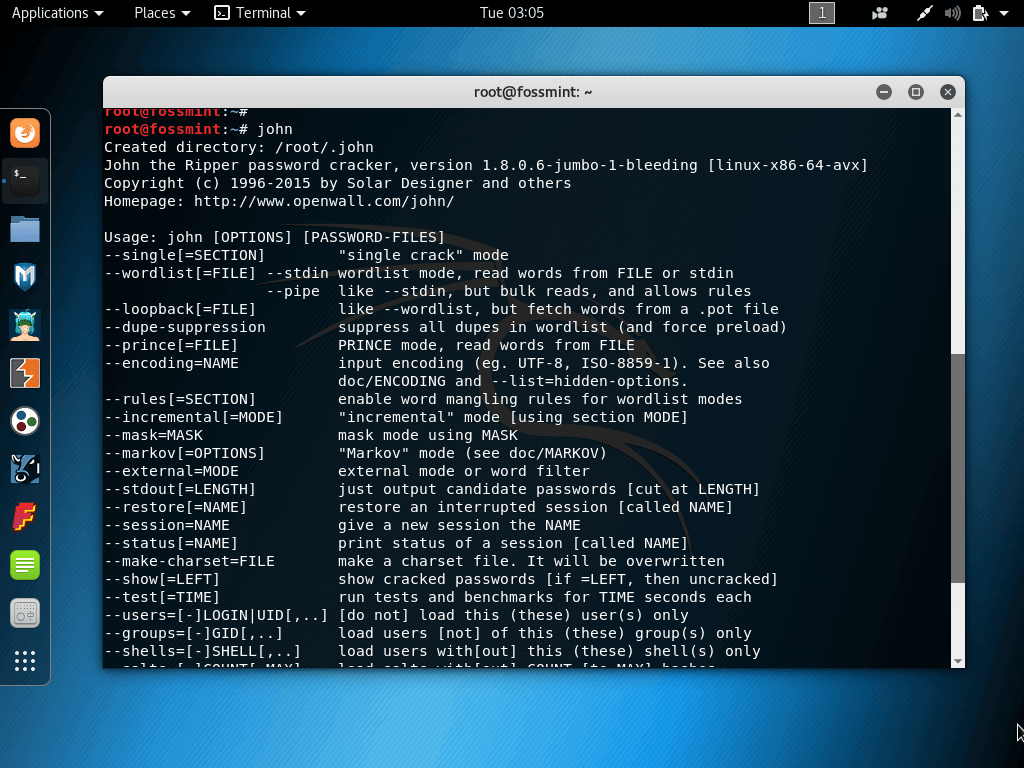 Applications Places Terminal Tue 03:05 1
root@fossmint: ~
root@fossmint:~#
root@fossmint:~# john
Created directory: /root/.john
John the Ripper password cracker, version 1.8.0.6-jumbo-1-bleeding [linux-x86-64-avx]
Copyright (c) 1996-2015 by Solar Designer and others
Homepage: http://www.openwall.com/john/
Usage: john [OPTIONS] [PASSWORD-FILES]
--single[=SECTION]        "single crack" mode
--wordlist[=FILE] --stdin wordlist mode, read words from FILE or stdin
                  --pipe  like --stdin, but bulk reads, and allows rules
--loopback[=FILE]         like --wordlist, but fetch words from a .pot file
--dupe-suppression        suppress all dupes in wordlist (and force preload)
--prince[=FILE]           PRINCE mode, read words from FILE
--encoding=NAME           input encoding (eg. UTF-8, ISO-8859-1). See also
                          doc/ENCODING and --list=hidden-options.
--rules[=SECTION]         enable word mangling rules for wordlist modes
--incremental[=MODE]      "incremental" mode [using section MODE]
--mask=MASK               mask mode using MASK
--markov[=OPTIONS]        "Markov" mode (see doc/MARKOV)
--external=MODE           external mode or word filter
--stdout[=LENGTH]         just output candidate passwords [cut at LENGTH]
--restore[=NAME]          restore an interrupted session [called NAME]
--session=NAME            give a new session the NAME
--status[=NAME]           print status of a session [called NAME]
--make-charset=FILE       make a charset file. It will be overwritten
--show[=LEFT]             show cracked passwords [if =LEFT, then uncracked]
--test[=TIME]             run tests and benchmarks for TIME seconds each
--users=[-]LOGIN|UID[,..] [do not] load this (these) user(s) only
--groups=[-]GID[,..]      load users [not] of this (these) group(s) only
--shells=[-]SHELL[,..]    load users with[out] this (these) shell(s) only
--salts=[-]COUNT[:MAX]    load salts with[out] COUNT [to MAX] hashes